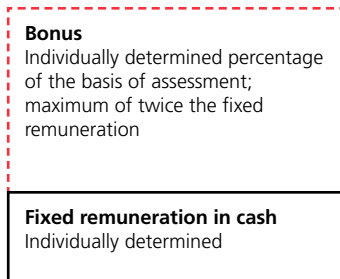 Bonus
Individually determined percentage
of the basis of assessment;
maximum of twice the fixed
remuneration
Fixed remuneration in cash
Individually determined